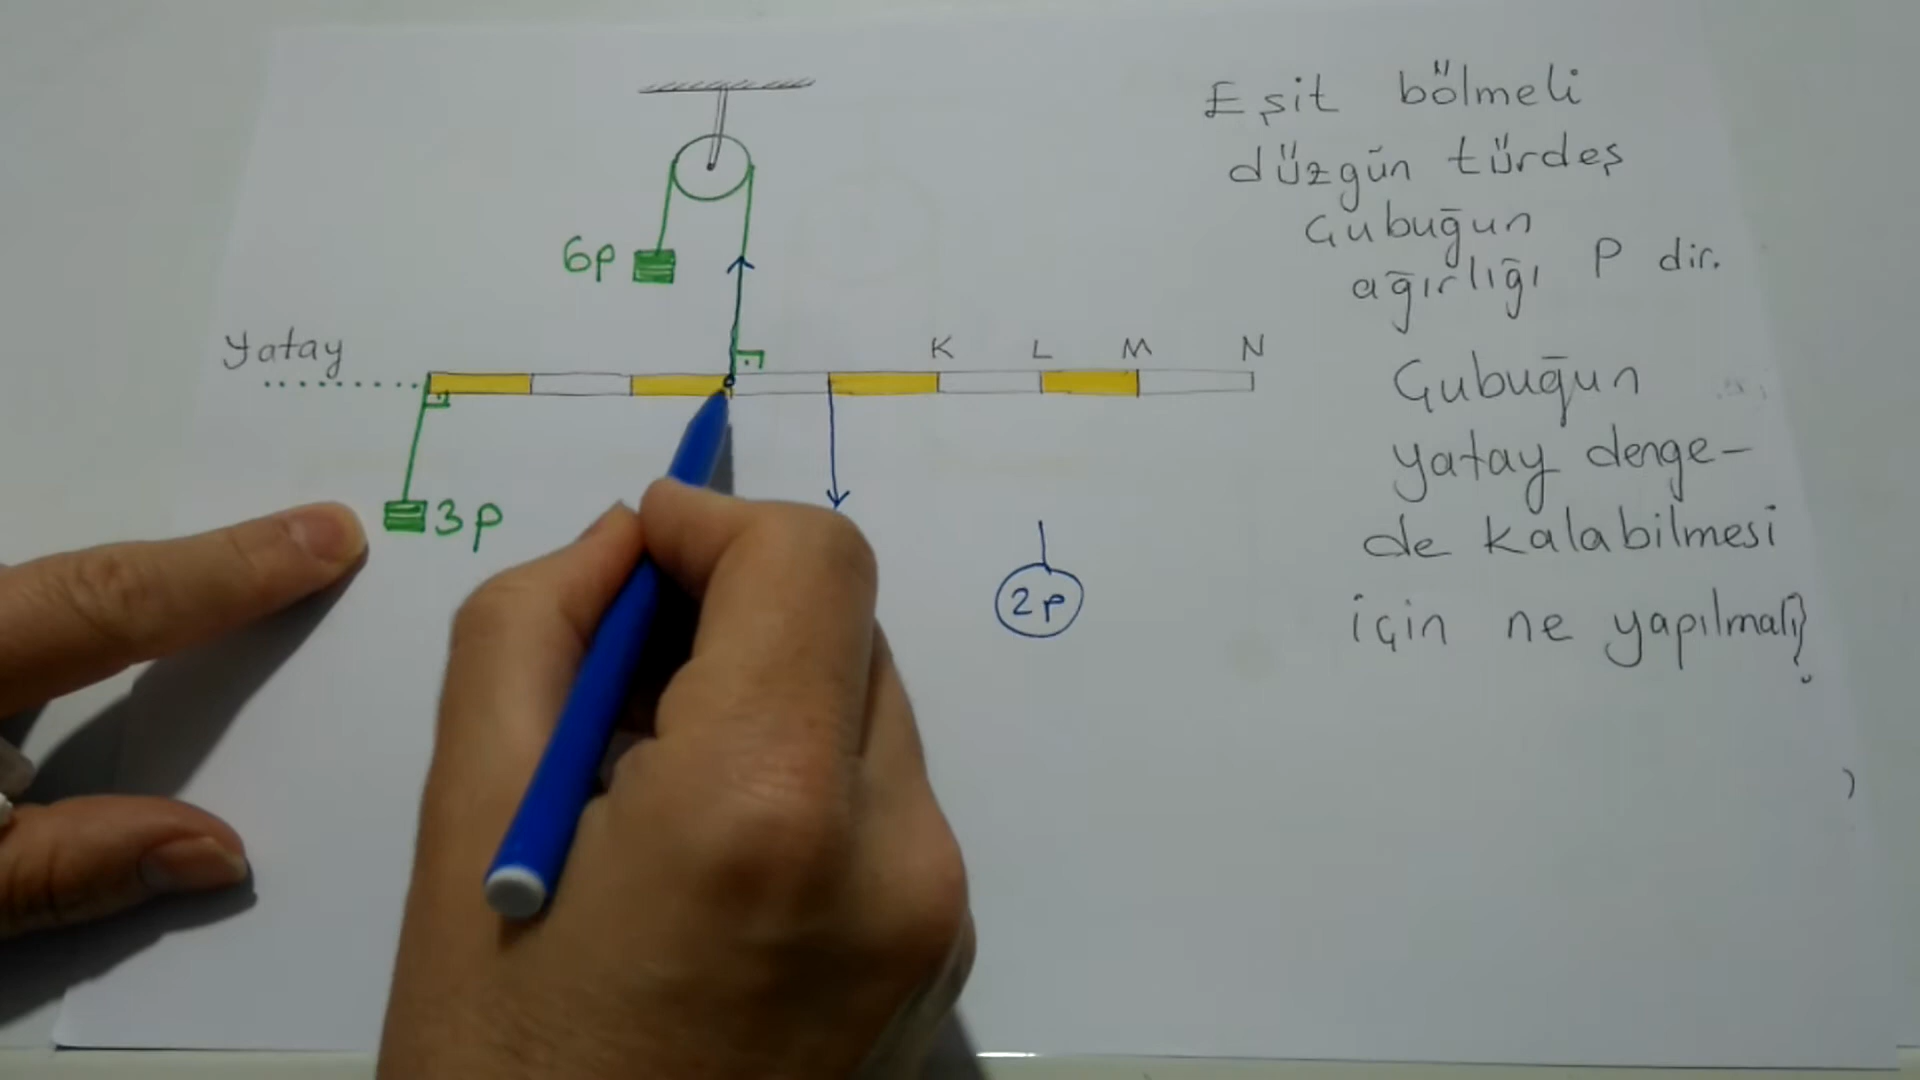 Eşit bölmeli
düzgün türdeş
Çubuğun
ağırlığı P dir.
Çubuğun
yatay denge-
de kalabilmesi
için ne yapılmalı?
6p
Yatay
K L M N
3p
2p